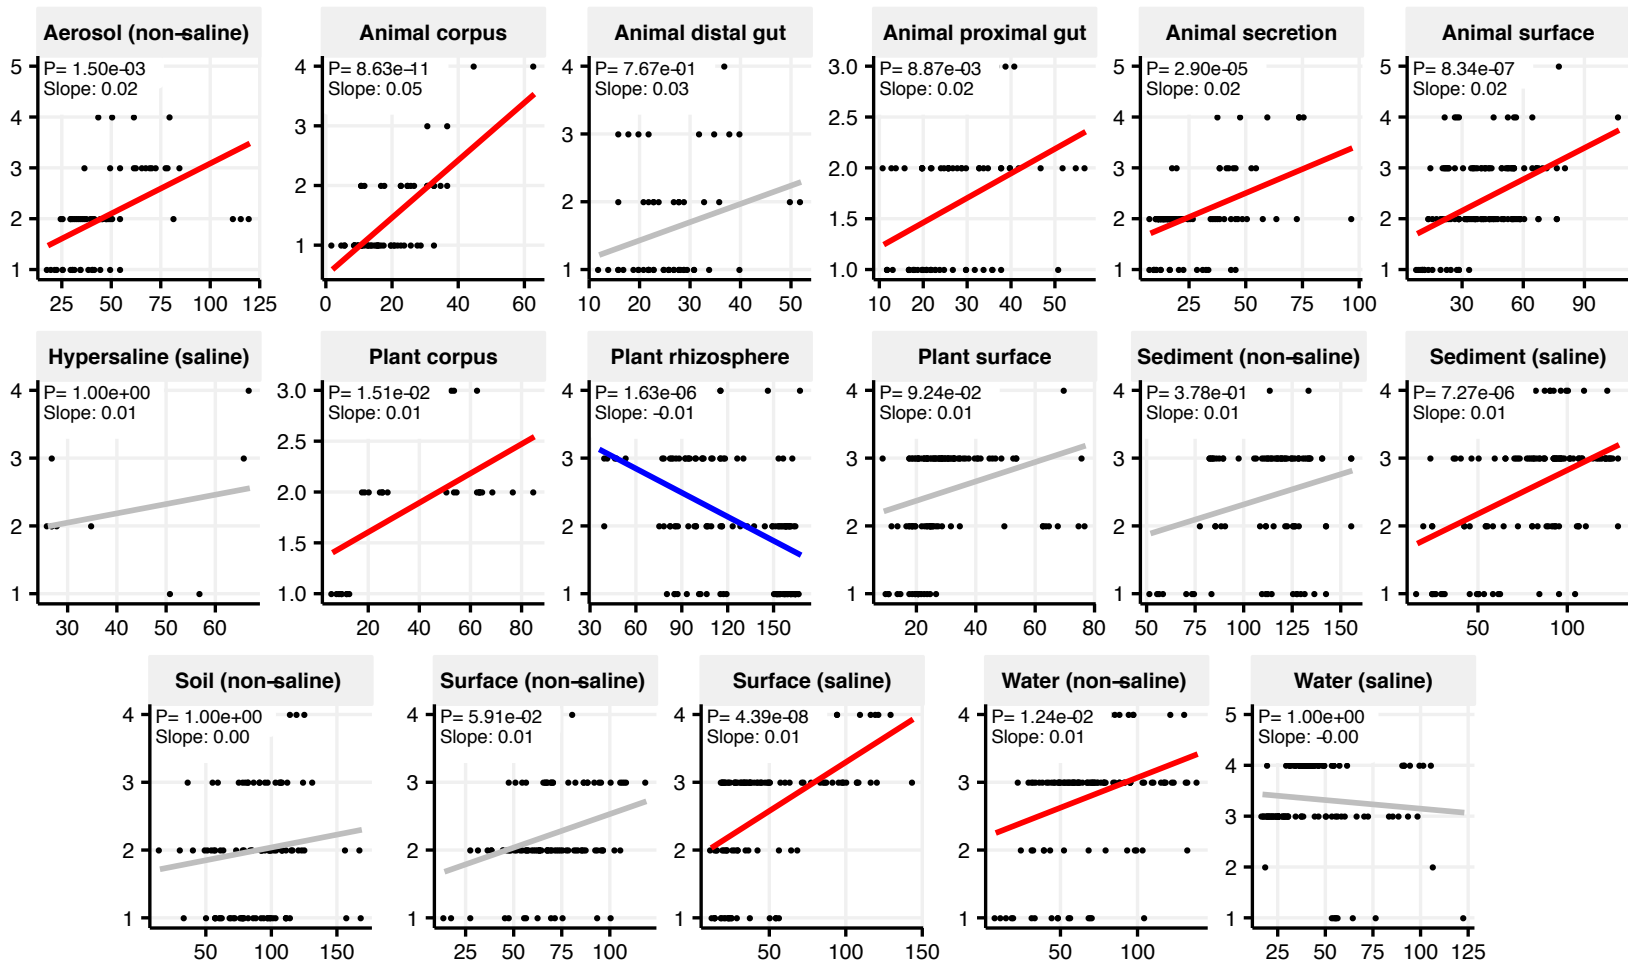 Aerosol (non-saline)
P= 1.50e-03
Slope: 0.02
5
4
3
2
1
25 50 75 100 125
Animal corpus
P= 8.63e-11
Slope: 0.05
4
3
2
1
0 20 40 60
Animal distal gut
P= 7.67e-01
Slope: 0.03
4
3
2
1
10 20 30 40 50
Animal proximal gut
P= 8.87e-03
Slope: 0.02
3.0
2.5
2.0
1.5
1.0
10 20 30 40 50
Animal secretion
P= 2.90e-05
Slope: 0.02
5
4
3
2
1
25 50 75 100
Animal surface
P= 8.34e-07
Slope: 0.02
5
4
3
2
1
30 60 90
Hypersaline (saline)
P= 1.00e+00
Slope: 0.01
4
3
2
1
30 40 50 60
Plant corpus
P= 1.51e-02
Slope: 0.01
3.0
2.5
2.0
1.5
1.0
20 40 60 80
Plant rhizosphere
P= 1.63e-06
Slope: -0.01
4
3
2
1
30 60 90 120 150
Plant surface
P= 9.24e-02
Slope: 0.01
4
3
2
1
20 40 60 80
Sediment (non-saline)
P= 3.78e-01
Slope: 0.01
4
3
2
1
50 75 100 125 150
Sediment (saline)
P= 7.27e-06
Slope: 0.01
4
3
2
1
50 100
Soil (non-saline)
P= 1.00e+00
Slope: 0.00
4
3
2
1
50 100 150
Surface (non-saline)
P= 5.91e-02
Slope: 0.01
4
3
2
1
25 50 75 100
Surface (saline)
P= 4.39e-08
Slope: 0.01
4
3
2
1
50 100 150
Water (non-saline)
P= 1.24e-02
Slope: 0.01
4
3
2
1
50 100
Water (saline)
P= 1.00e+00
Slope: -0.00
5
4
3
2
1
25 50 75 100 125